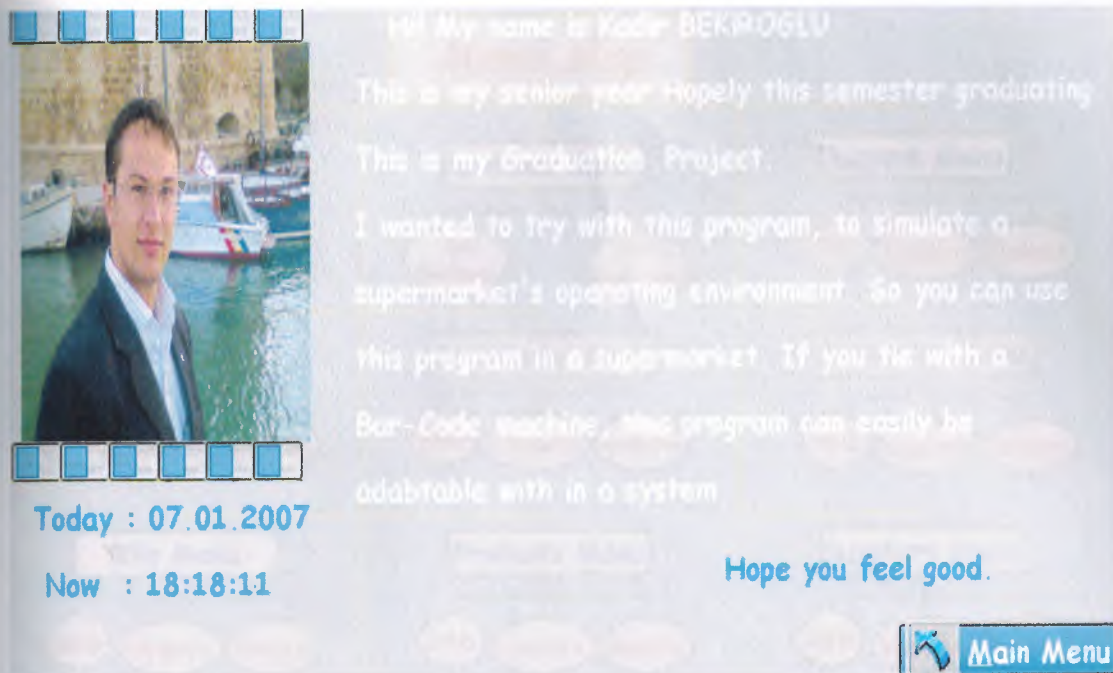 Hi! My name is Kadir BEKİROGLU
This is my senior year Hopely this semester graduating
This is my Graduation Project.
I wanted to try with this program, to simulate a
supermarket's operating environment. So you can use
this program in a supermarket. If you tie with a
Bar-Code machine, this program can easily be
adabtable with in a system
Today : 07.01.2007
Now : 18:18:11
Hope you feel good.
Main Menu